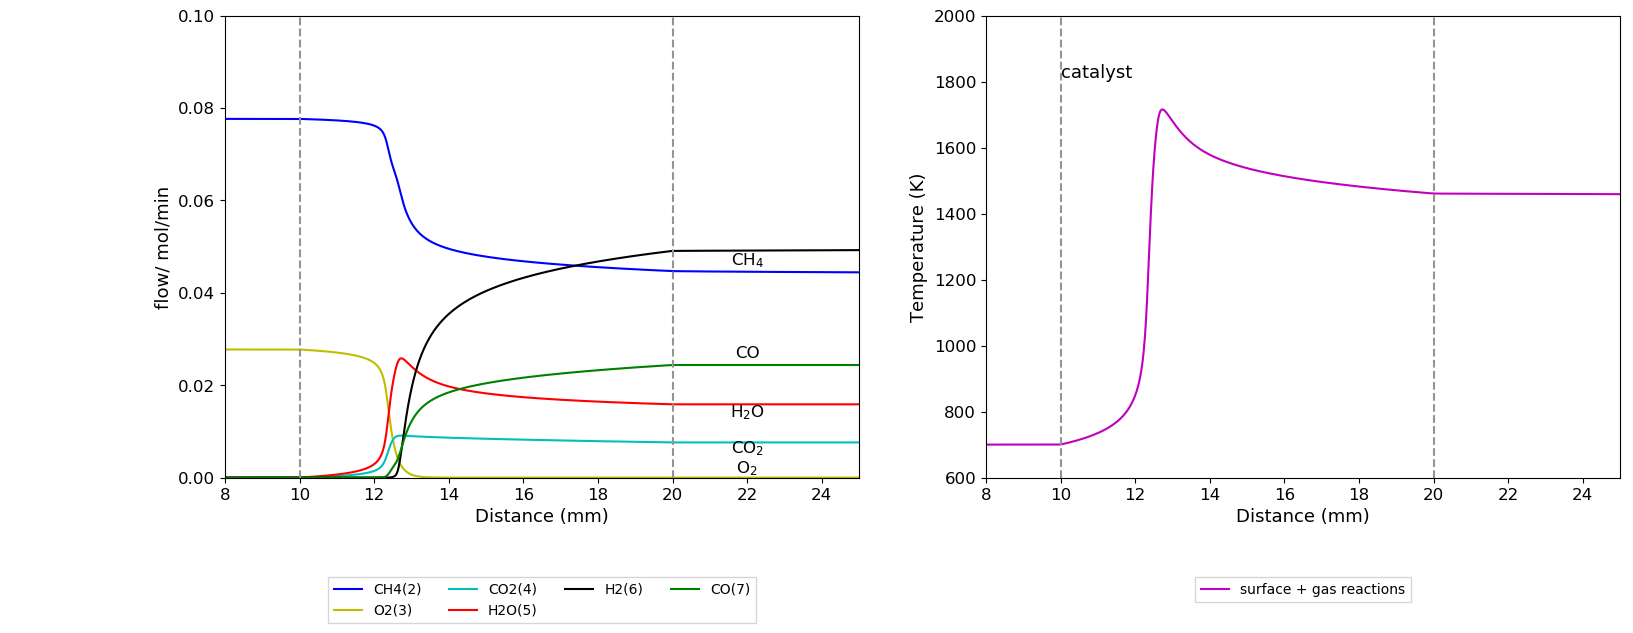 0.10
0.08
0.06
0.04
0.02
0.00
flow/ mol/min
CH₄
CO
H₂O
CO₂
O₂
8 10 12 14 16 18 20 22 24
Distance (mm)
CH4(2) CO2(4) H2(6) CO(7)
O2(3) H2O(5)
2000
1800
1600
1400
1200
1000
800
600
Temperature (K)
catalyst
8 10 12 14 16 18 20 22 24
Distance (mm)
surface + gas reactions